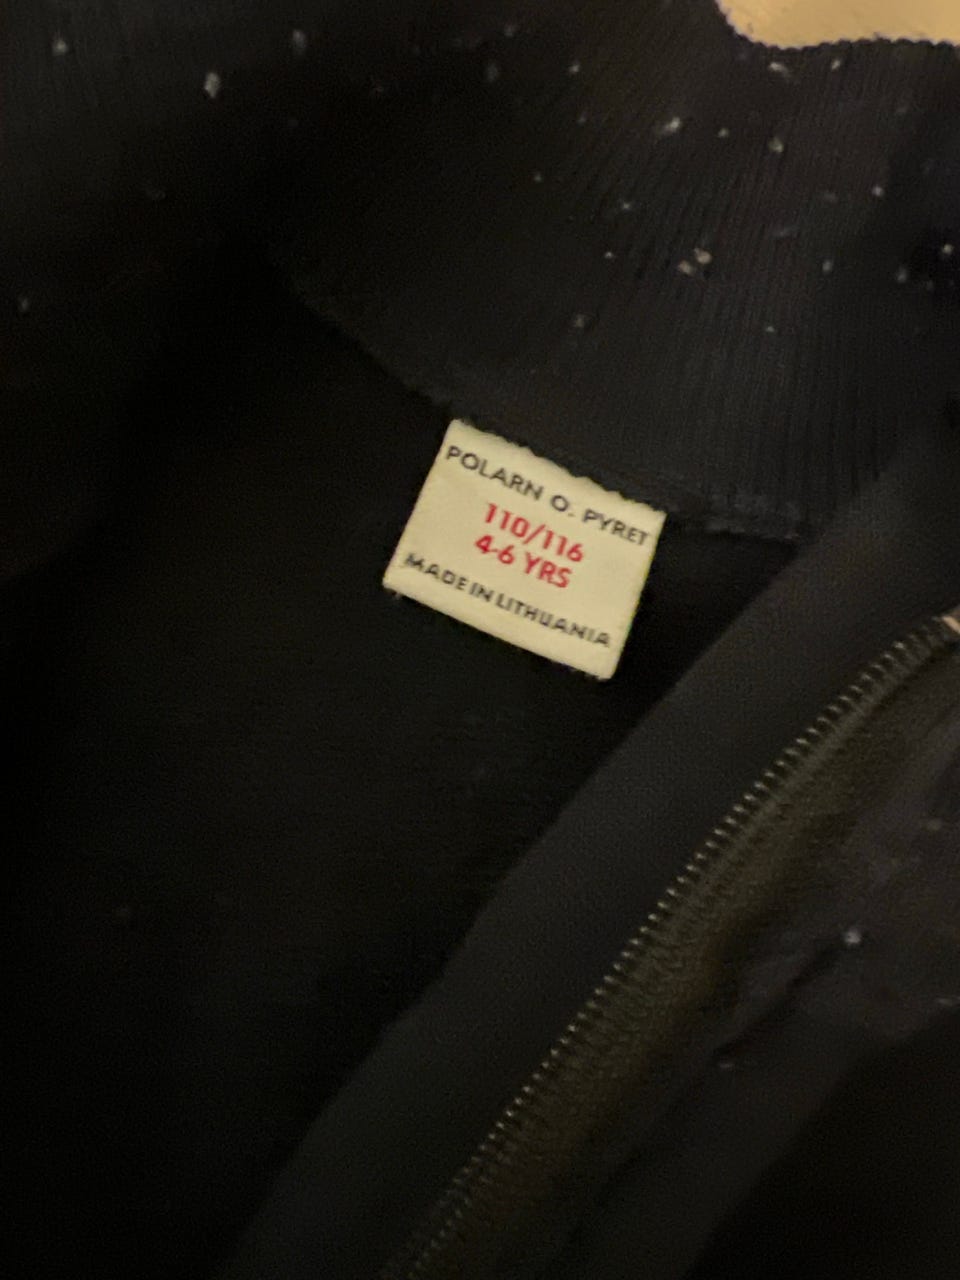 POLARN O. PYRET
110/116
4-6 YRS
MADE IN LITHUANIA